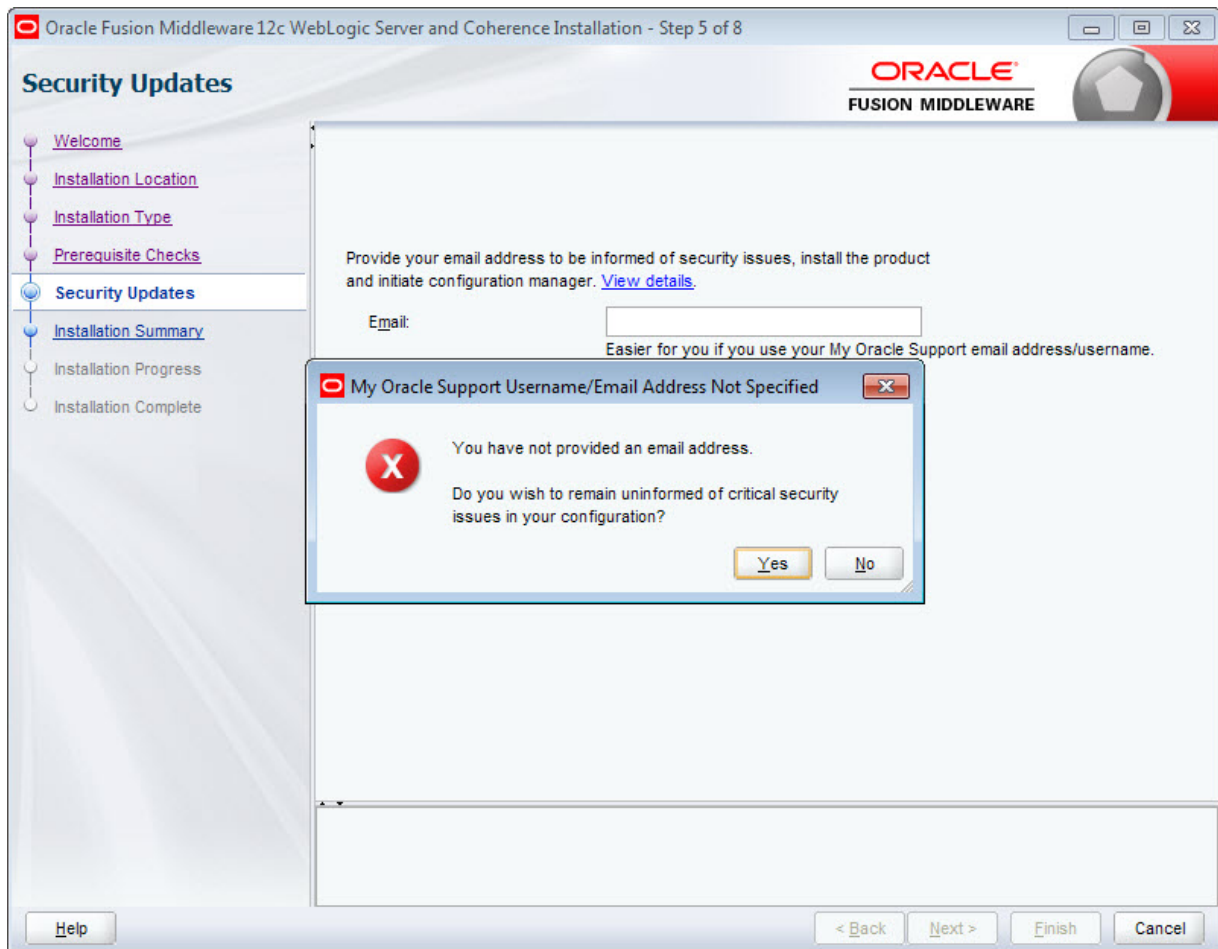 Oracle Fusion Middleware 12c WebLogic Server and Coherence Installation - Step 5 of 8
Security Updates
ORACLE®
FUSION MIDDLEWARE
Welcome
Installation Location
Installation Type
Prerequisite Checks
Security Updates
Installation Summary
Installation Progress
Installation Complete
Provide your email address to be informed of security issues, install the product
and initiate configuration manager. View details.
Email:
Easier for you if you use your My Oracle Support email address/username.
My Oracle Support Username/Email Address Not Specified
You have not provided an email address.
Do you wish to remain uninformed of critical security
issues in your configuration?
Yes
No
Help
< Back
Next >
Finish
Cancel